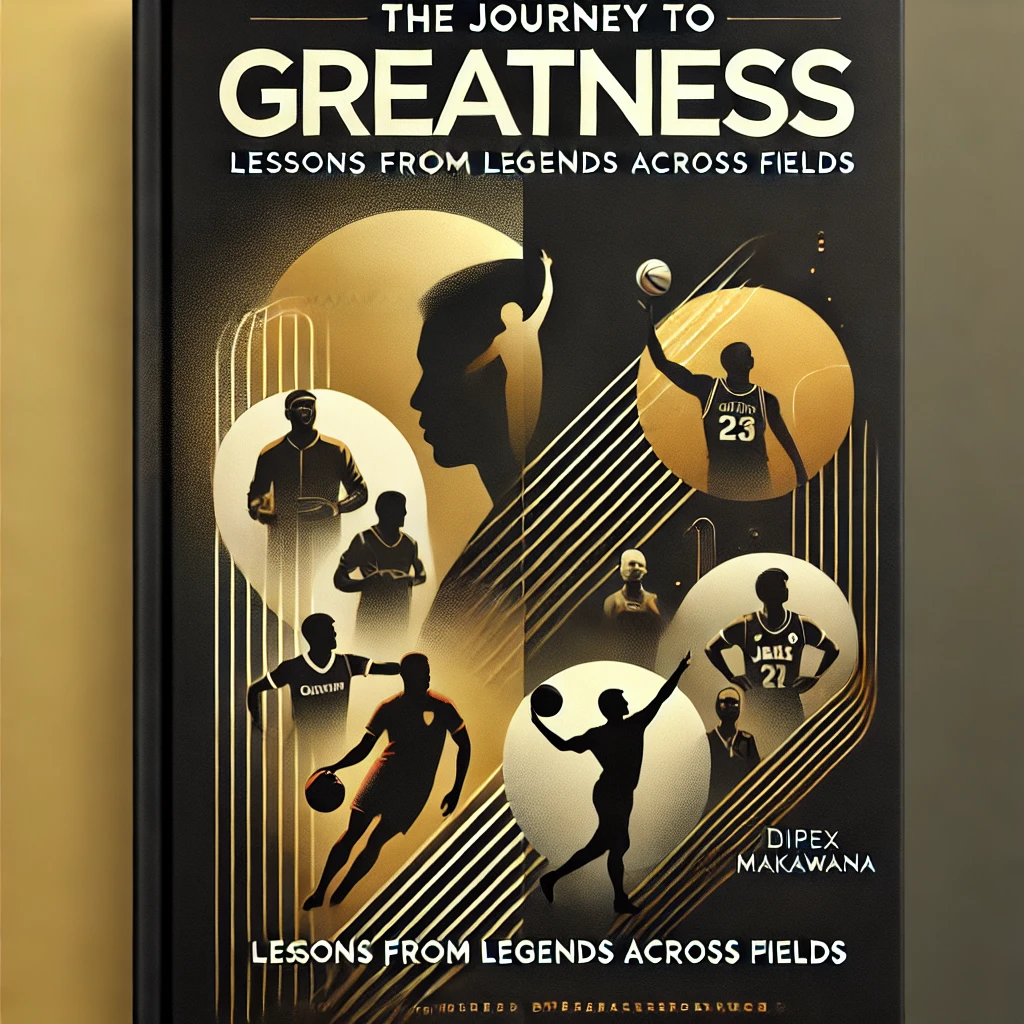 THE JOURNEY TO
GREATNESS
LESSONS FROM LEGENDS ACROSS FIELDS
23
27
DIPEX
MAKAWANA
LESSONS FROM LEGENDS ACROSS FIELDS